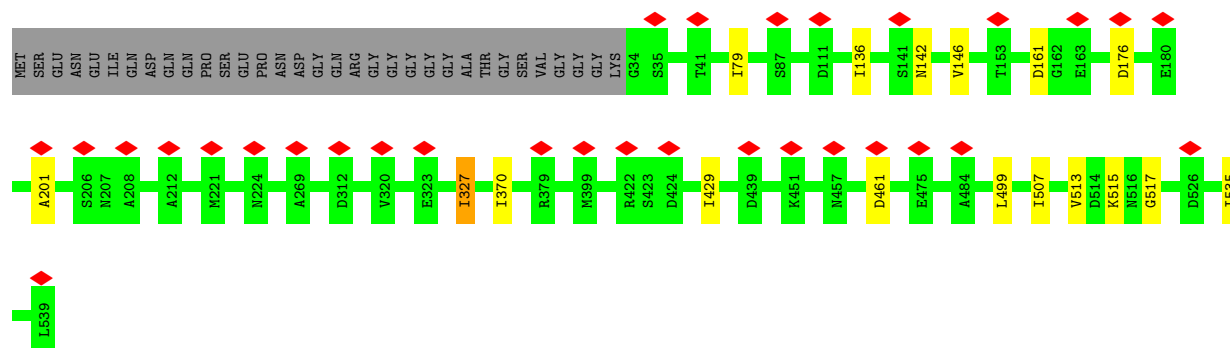 MET SER GLU ASN GLU ILE GLN ASP GLN GLN PRO SER GLU PRO ASN ASP GLY GLN ARG GLY GLY GLY GLY GLY ALA THR GLY SER VAL GLY GLY GLY LYS G34 S35 T41 I79 S87 D111 I136 S141 N142 V146 T153 D161 G162 E163 D176 E180
A201 S206 N207 A208 A212 M221 N224 A269 D312 V320 E323 I327 I370 R379 M399 R422 S423 D424 I429 D439 K451 N457 D461 E475 A484 L499 I507 V513 D514 K515 N516 G517 D526
L539